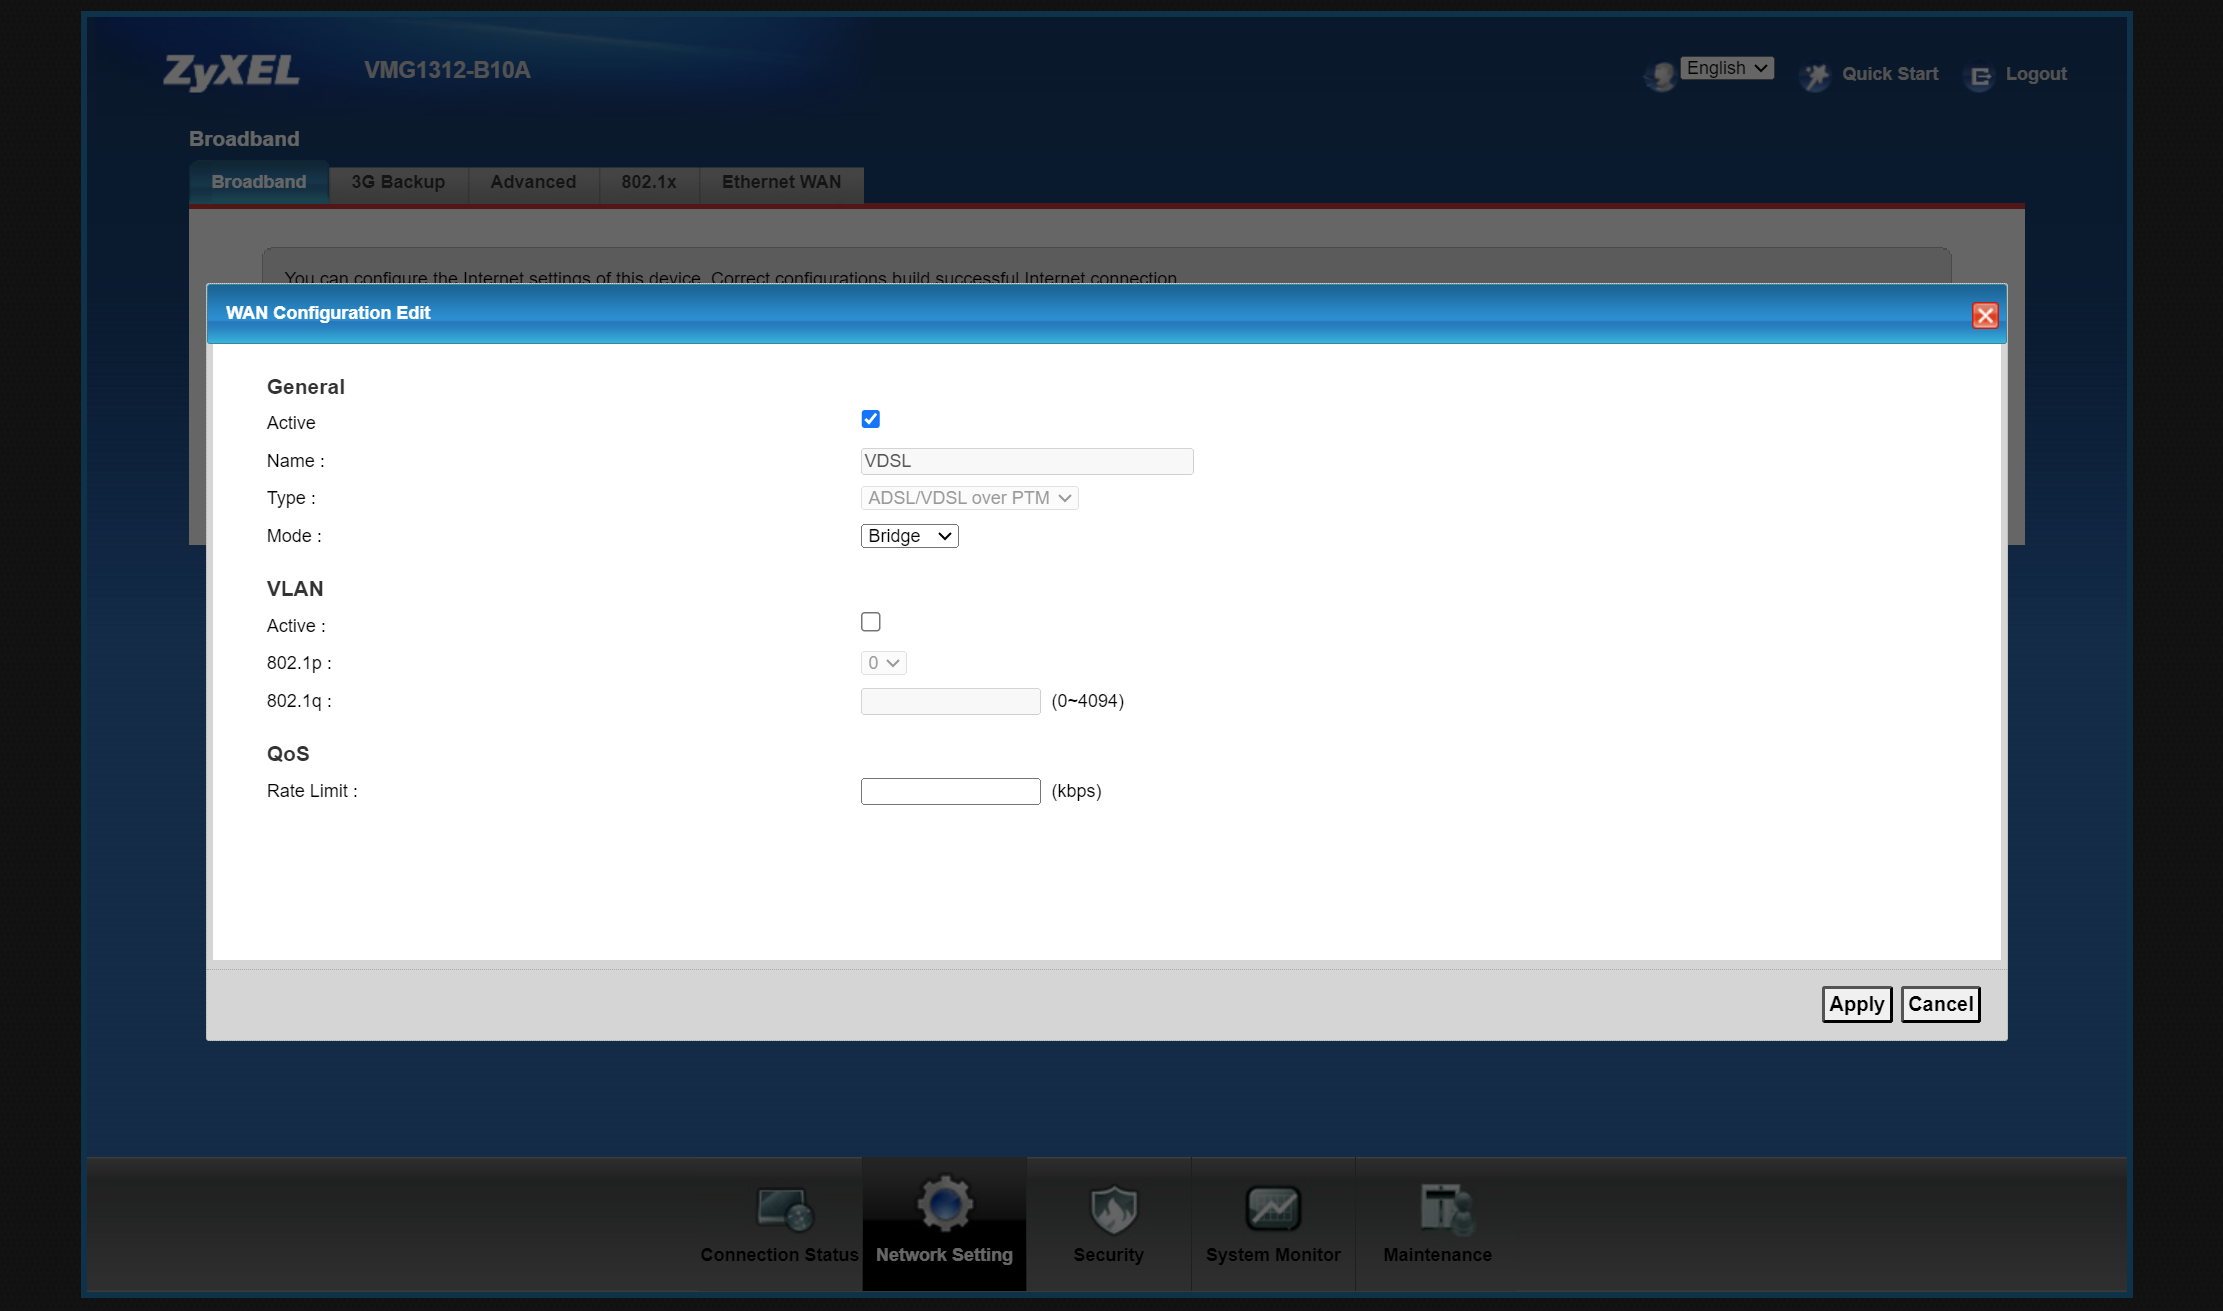 ZyXEL VMG1312-B10A English Quick Start Logout
Broadband
Broadband 3G Backup Advanced 802.1x Ethernet WAN
You can configure the Internet settings of this device. Correct configurations build successful Internet connection.
WAN Configuration Edit
General
Active
Name : VDSL
Type : ADSL/VDSL over PTM
Mode : Bridge
VLAN
Active :
802.1p : 0
802.1q : (0~4094)
QoS
Rate Limit : (kbps)
Apply Cancel
Connection Status Network Setting Security System Monitor Maintenance